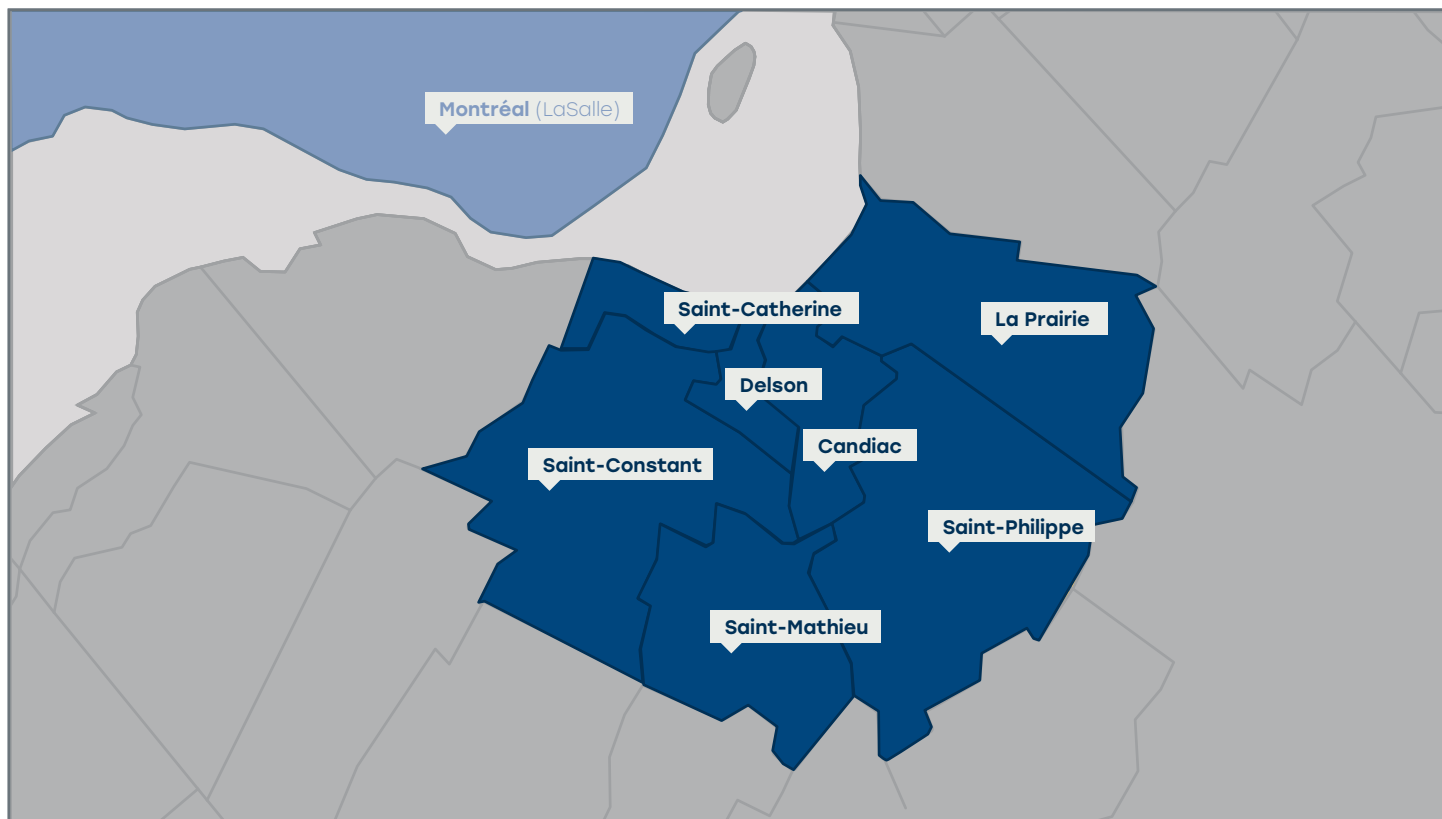 Montréal (LaSalle)
Saint-Catherine
La Prairie
Delson
Candiac
Saint-Constant
Saint-Philippe
Saint-Mathieu